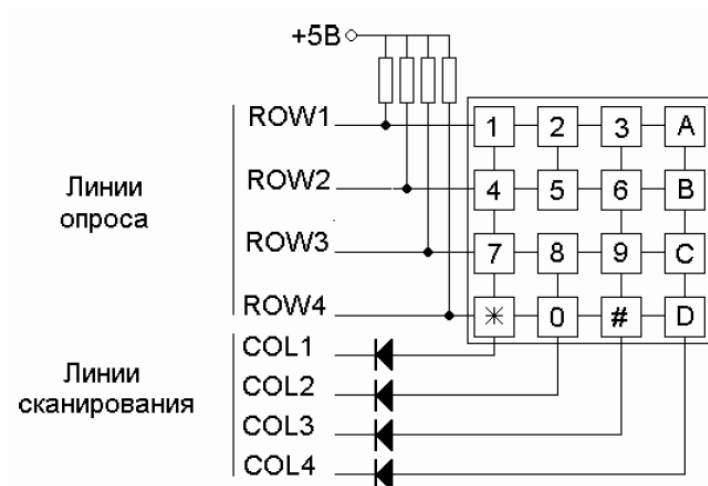 +5В
ROW1
1 2 3 A
Линии
опроса
ROW2
4 5 6 B
ROW3
7 8 9 C
ROW4
* 0 # D
Линии
сканирования
COL1
COL2
COL3
COL4